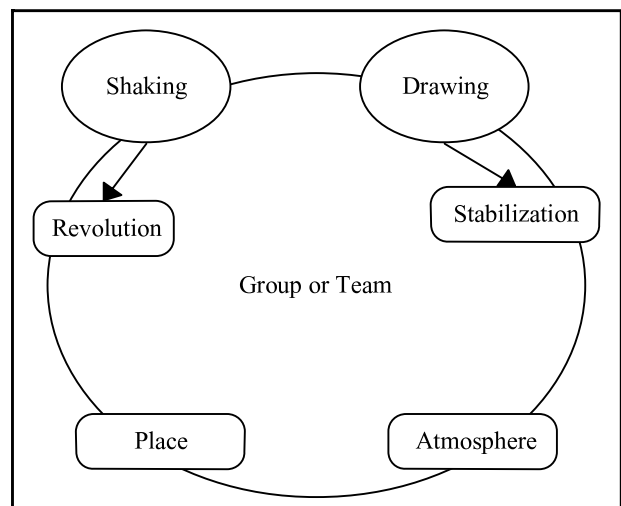 Shaking
Drawing
Revolution
Stabilization
Group or Team
Place
Atmosphere